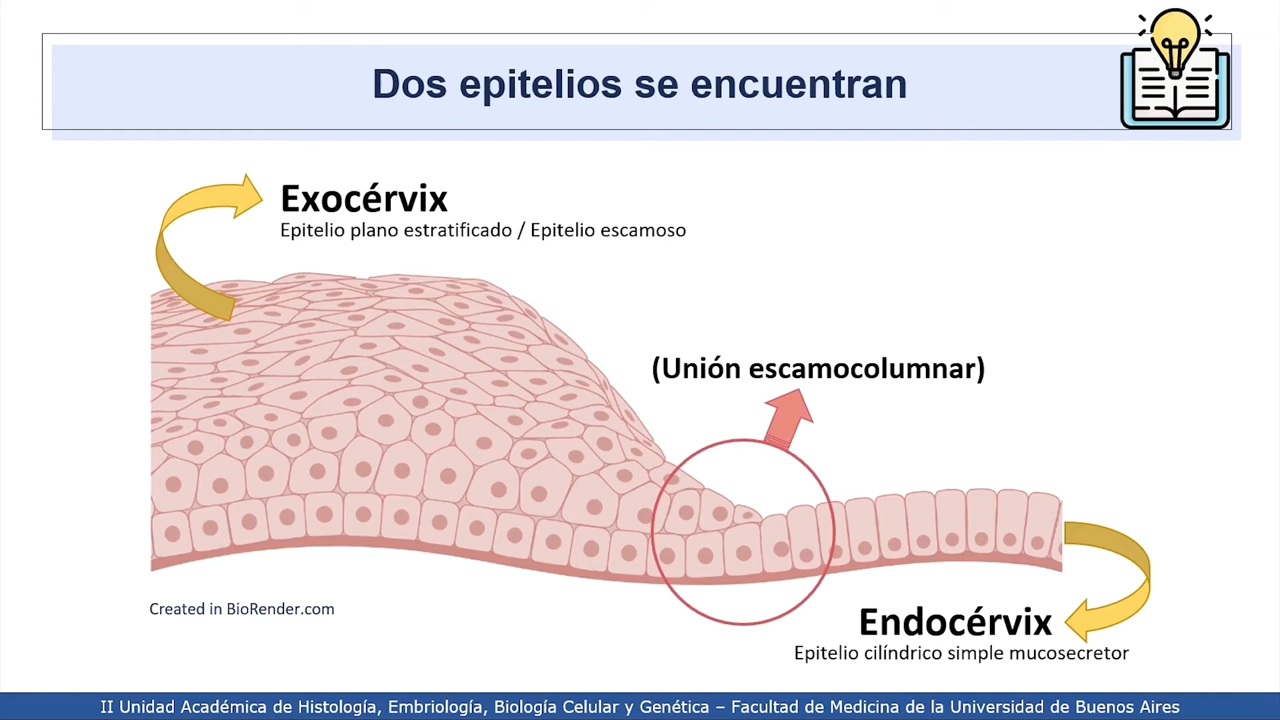 Dos epitelios se encuentran
Exocérvix
Epitelio plano estratificado / Epitelio escamoso
(Unión escamocolumnar)
Created in BioRender.com
Endocérvix
Epitelio cilíndrico simple mucosecretor
II Unidad Académica de Histología, Embriología, Biología Celular y Genética – Facultad de Medicina de la Universidad de Buenos Aires